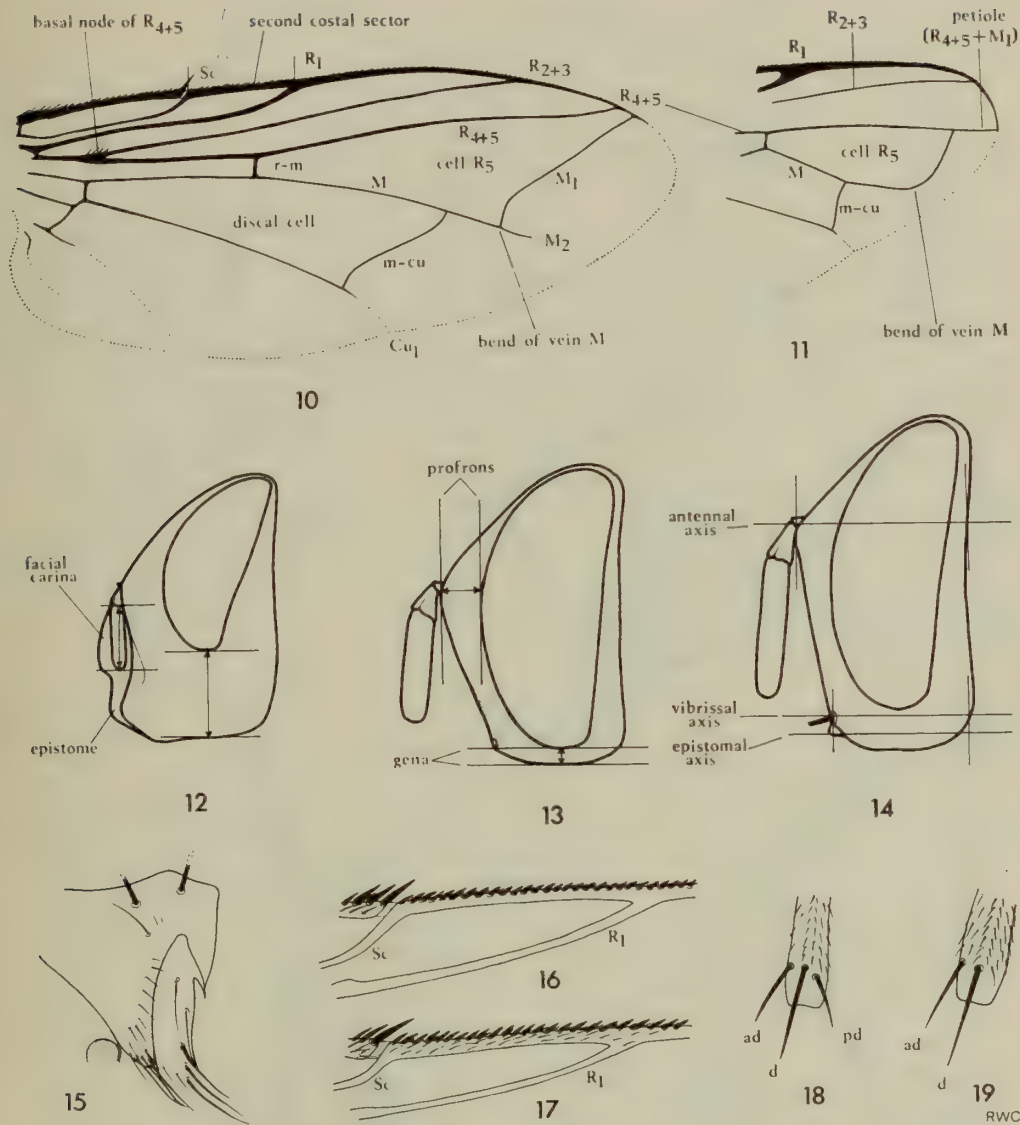 basal node of R4+5
second costal sector
Sc
R1
R2+3
R4+5
cell R5
r-m
M
M1
discal cell
M2
m-cu
Cu1
bend of vein M
10
R2+3
petiole
(R4+5+M1)
R1
R4+5
cell R5
M
m-cu
bend of vein M
11
facial
carina
epistome
12
profrons
gena
13
antennal
axis
vibrissal
axis
epistomal
axis
14
15
Sc
R1
16
Sc
R1
17
ad
d
pd
18
ad
d
19
RWC